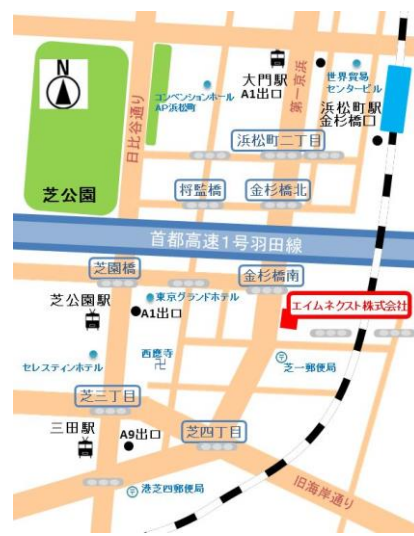 N
芝公園
日比谷通り
コンベンションホール
AP浜松町
大門駅
A1出口
第一京浜
世界貿易
センタービル
浜松町駅
金杉橋口
浜松町二丁目
将監橋
金杉橋北
首都高速1号羽田線
芝園橋
金杉橋南
芝公園駅
A1出口
東京グランドホテル
エイムネクスト株式会社
セレスティンホテル
西應寺
卍
芝一郵便局
芝三丁目
三田駅
A9出口
芝四丁目
港芝四郵便局
旧海岸通り